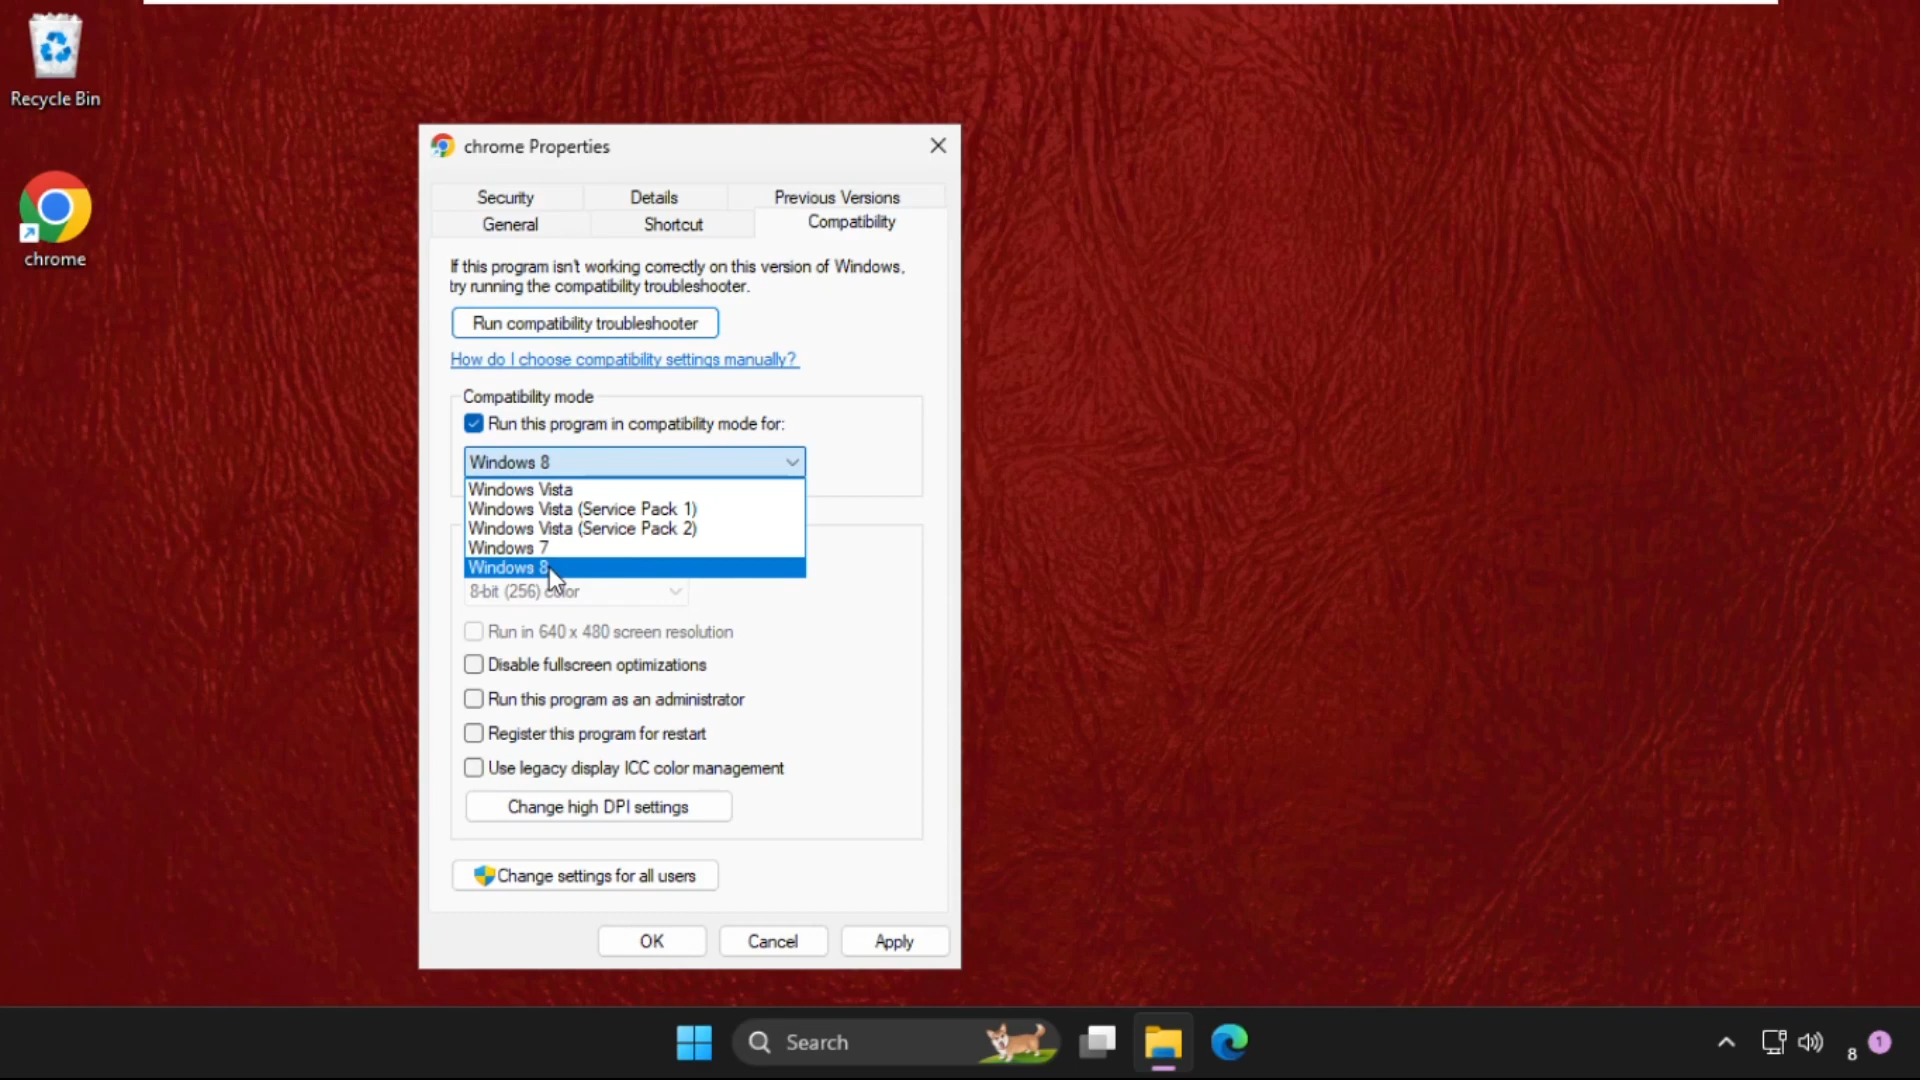 Recycle Bin
chrome
chrome Properties
Security
Details
Previous Versions
General
Shortcut
Compatibility
If this program isn't working correctly on this version of Windows,
try running the compatibility troubleshooter.
Run compatibility troubleshooter
How do I choose compatibility settings manually?
Compatibility mode
Run this program in compatibility mode for:
Windows 8
Windows Vista
Windows Vista (Service Pack 1)
Windows Vista (Service Pack 2)
Windows 7
Windows 8
8-bit (256) color
Run in 640 x 480 screen resolution
Disable fullscreen optimizations
Run this program as an administrator
Register this program for restart
Use legacy display ICC color management
Change high DPI settings
Change settings for all users
OK
Cancel
Apply
Search
8
1